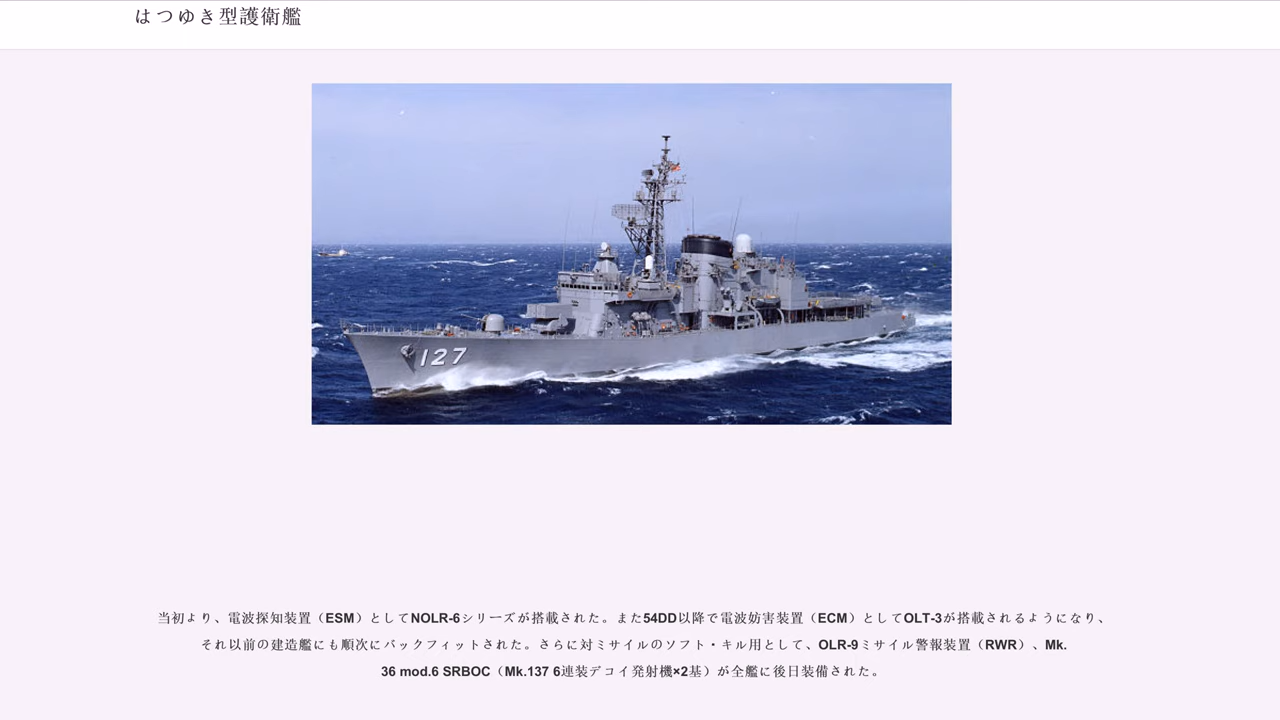 はつゆき型護衛艦
127
当初より、電波探知装置（ESM）としてNOLR-6シリーズが搭載された。また54DD以降で電波妨害装置（ECM）としてOLT-3が搭載されるようになり、
それ以前の建造艦にも順次にバックフィットされた。さらに対ミサイルのソフト・キル用として、OLR-9ミサイル警報装置（RWR）、Mk.
36 mod.6 SRBOC（Mk.137 6連装デコイ発射機×2基）が全艦に後日装備された。